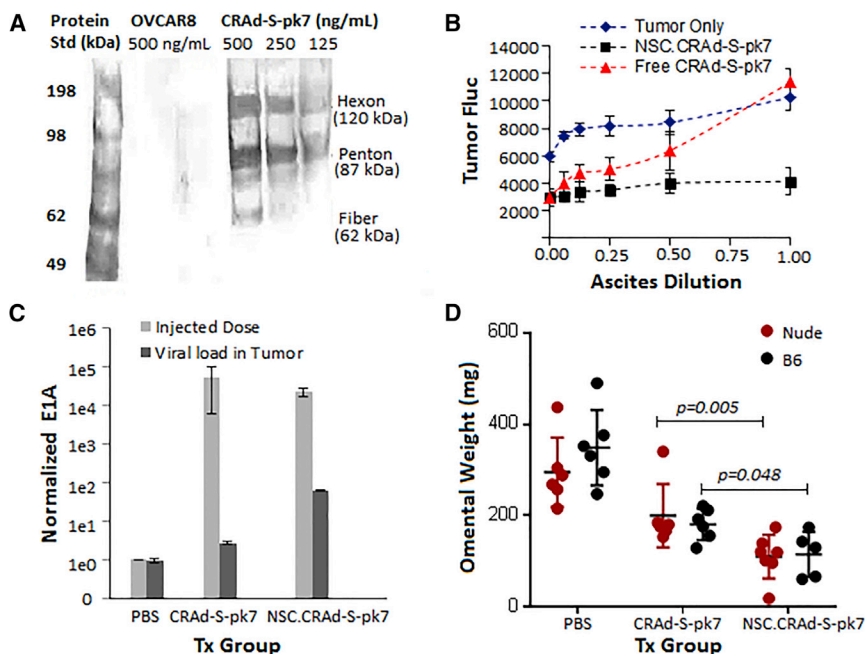 A
Protein Std (kDa)
OVCAR8
500 ng/mL
CRAd-S-pk7 (ng/mL)
500 250 125
198
98
62
49
Hexon
(120 kDa)
Penton
(87 kDa)
Fiber
(62 kDa)
B
Tumor Only
NSC.CRAd-S-pk7
Free CRAd-S-pk7
Tumor Fluc
14000
12000
10000
8000
6000
4000
2000
0.00 0.25 0.50 0.75 1.00
Ascites Dilution
C
Injected Dose
Viral load in Tumor
Normalized E1A
1e6
1e5
1e4
1e3
1e2
1e1
1e0
0
PBS CRAd-S-pk7 NSC.CRAd-S-pk7
Tx Group
D
Nude
B6
Omental Weight (mg)
600
400
200
0
p=0.005
p=0.048
PBS CRAd-S-pk7 NSC.CRAd-S-pk7
Tx Group